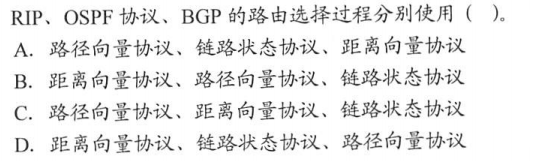 RIP、OSPF 协议、BGP 的路由选择过程分别使用（  ）。
A. 路径向量协议、链路状态协议、距离向量协议
B. 距离向量协议、路径向量协议、链路状态协议
C. 路径向量协议、距离向量协议、链路状态协议
D. 距离向量协议、链路状态协议、路径向量协议